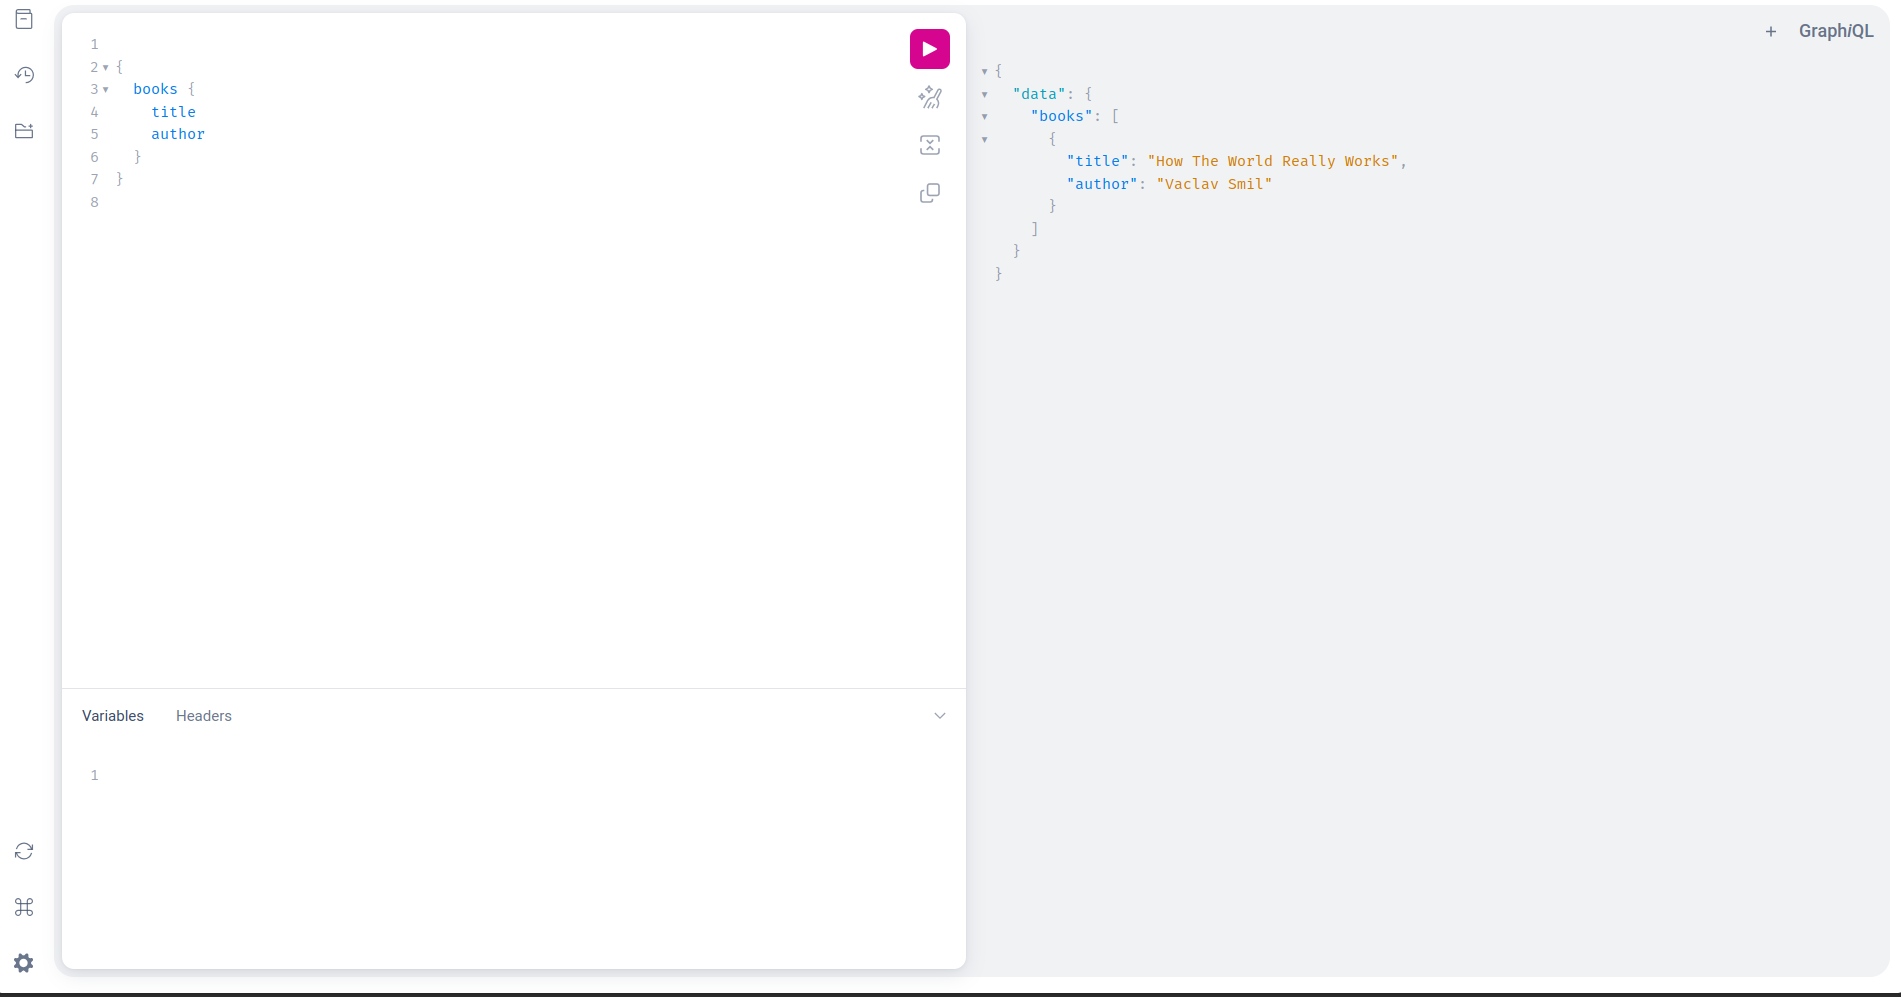 1
2 {
3 books {
4 title
5 author
6 }
7 }
8
Variables Headers
1
+ GraphiQL
{
"data": {
"books": [
{
"title": "How The World Really Works",
"author": "Vaclav Smil"
}
]
}
}